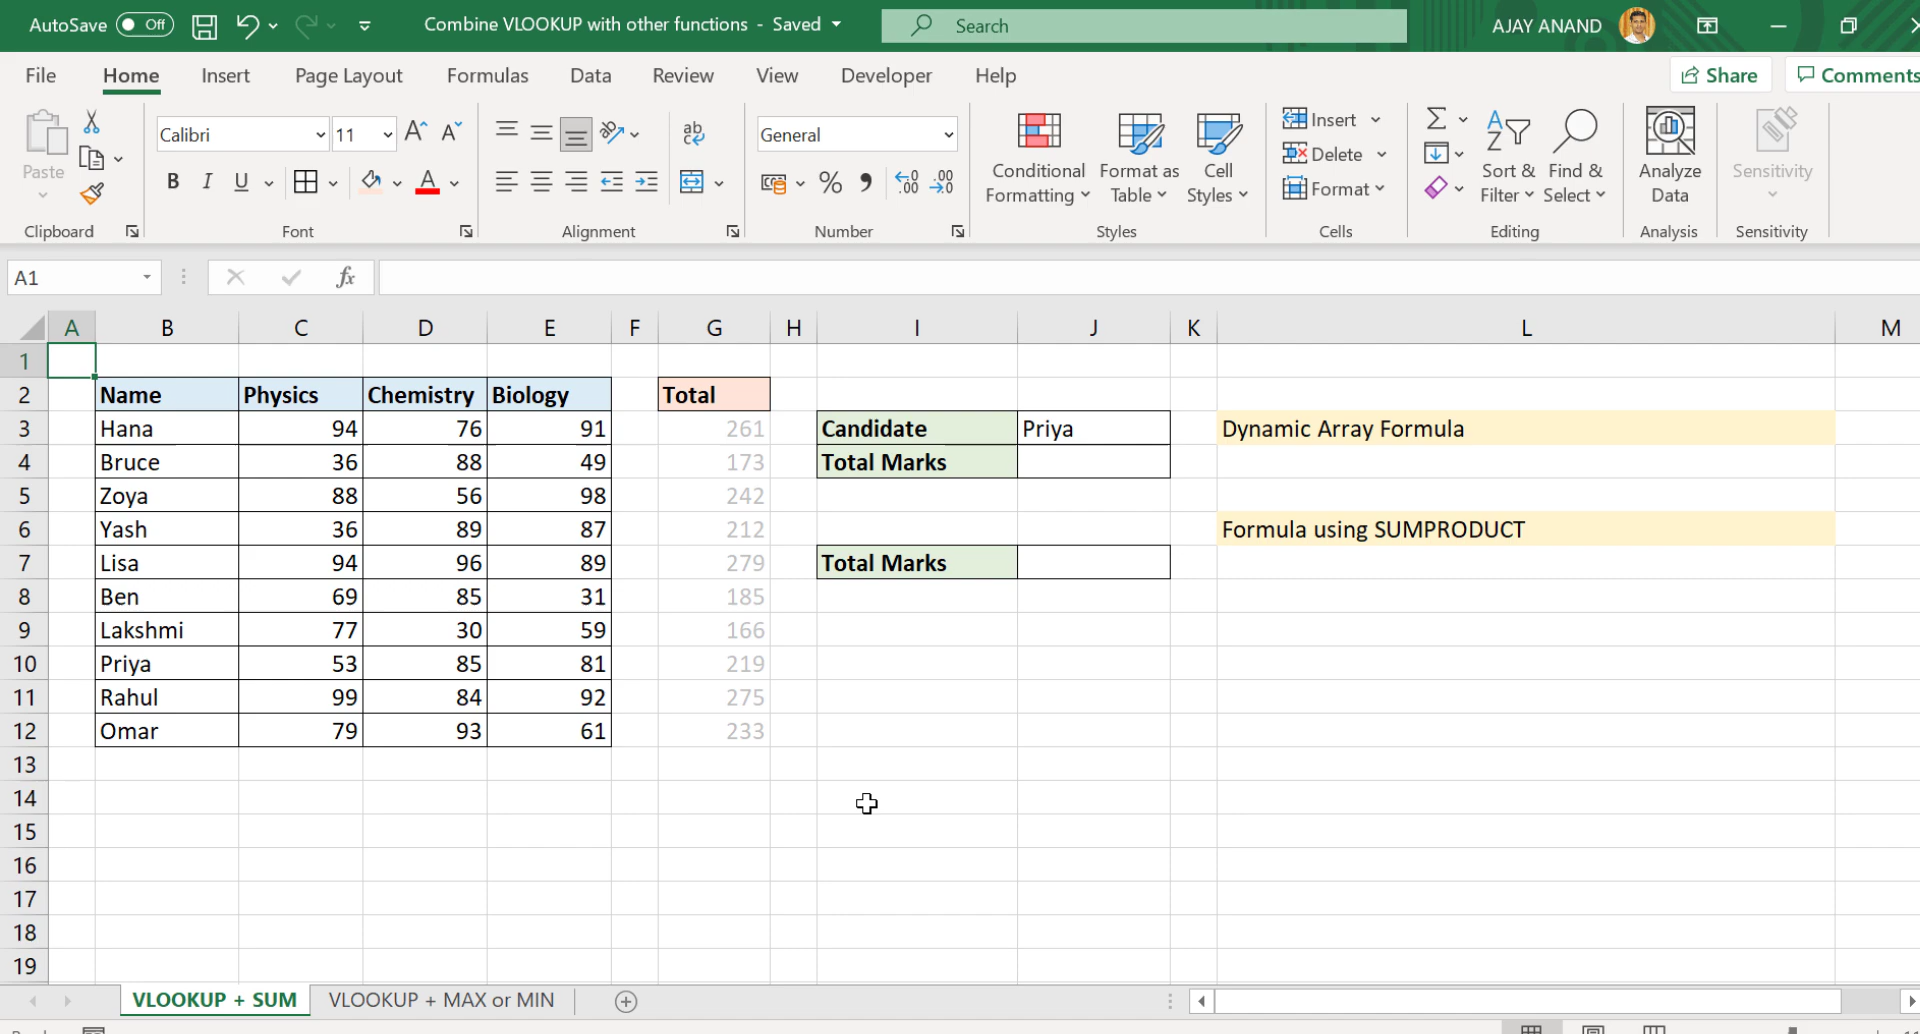 AutoSave Off Combine VLOOKUP with other functions - Saved Search AJAY ANAND
File Home Insert Page Layout Formulas Data Review View Developer Help Share Comments
Calibri 11 A A ab General Insert
Delete
Paste Conditional Format as Cell Sort & Find & Analyze Sensitivity
B I U A % Format
Formatting Table Styles Filter Select Data
Clipboard Font Alignment Number Styles Cells Editing Analysis Sensitivity
A1 fx
A B C D E F G H I J K L M
1
2 Name Physics Chemistry Biology Total
3 Hana 94 76 91 261 Candidate Priya Dynamic Array Formula
4 Bruce 36 88 49 173 Total Marks
5 Zoya 88 56 98 242
6 Yash 36 89 87 212 Formula using SUMPRODUCT
7 Lisa 94 96 89 279 Total Marks
8 Ben 69 85 31 185
9 Lakshmi 77 30 59 166
10 Priya 53 85 81 219
11 Rahul 99 84 92 275
12 Omar 79 93 61 233
13
14
15
16
17
18
19
VLOOKUP + SUM VLOOKUP + MAX or MIN